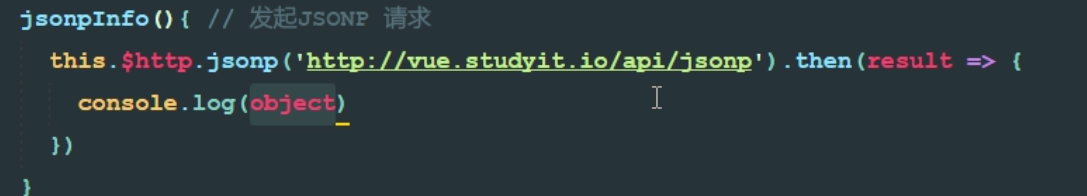 jsonpInfo(){ // 发起JSONP 请求
this.$http.jsonp('http://vue.studyit.io/api/jsonp').then(result => {
console.log(object)
})
}